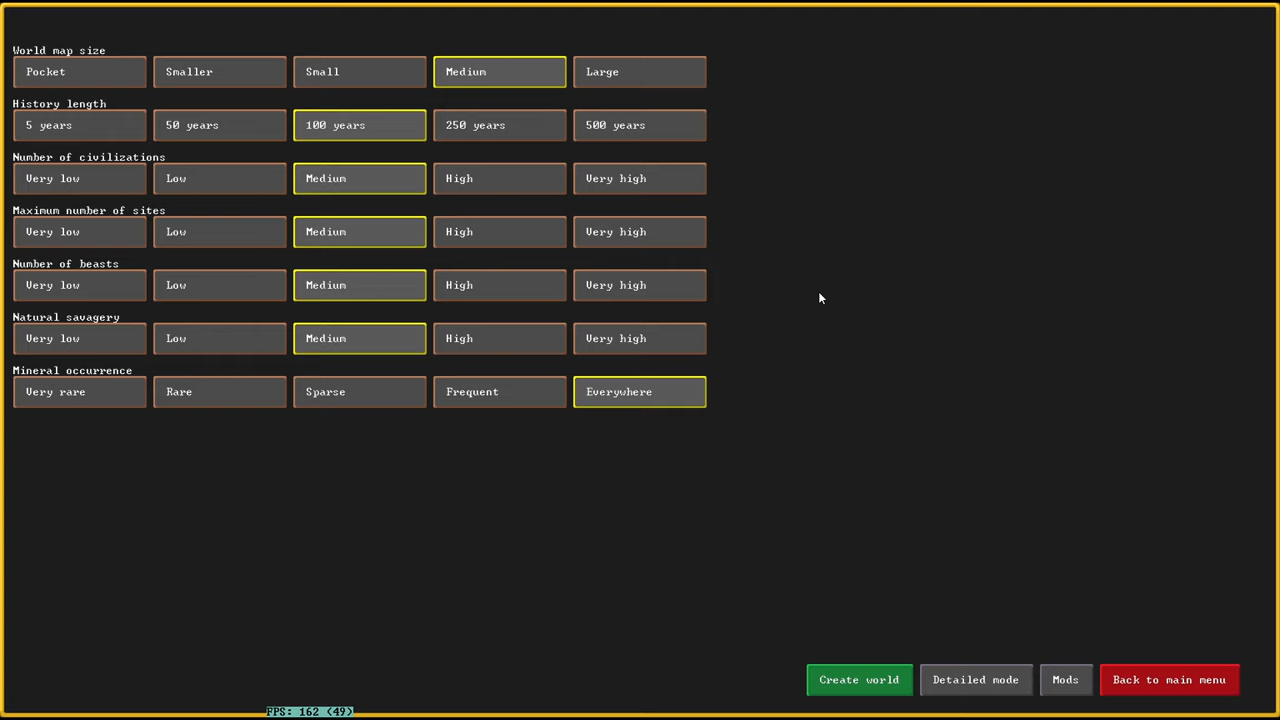 World map size
Pocket Smaller Small Medium Large
History length
5 years 50 years 100 years 250 years 500 years
Number of civilizations
Very low Low Medium High Very high
Maximum number of sites
Very low Low Medium High Very high
Number of beasts
Very low Low Medium High Very high
Natural savagery
Very low Low Medium High Very high
Mineral occurrence
Very rare Rare Sparse Frequent Everywhere
Create world Detailed mode Mods Back to main menu
FPS: 162 (49)